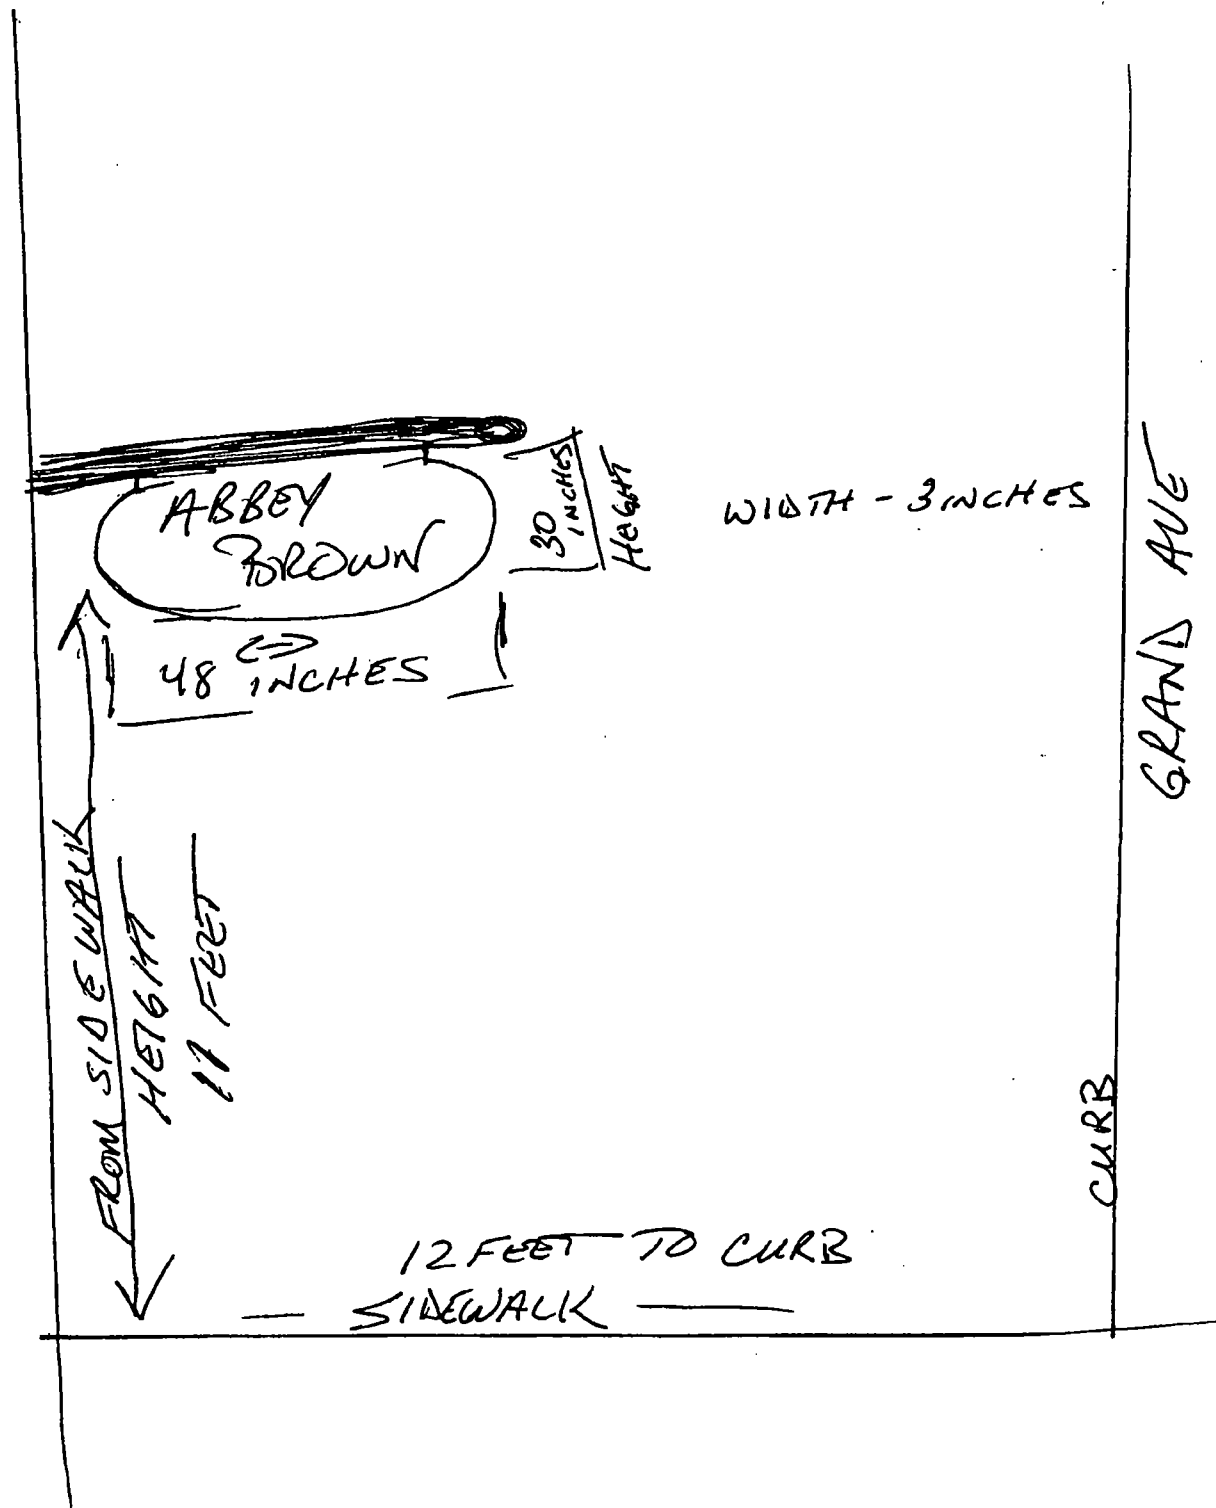 ABBEY
BROWN
30
INCHES
HEIGHT
WIDTH - 3 INCHES
48 INCHES
GRAND AVE
FROM SIDEWALK
HEIGHT
11 FEET
CURB
12 FEET TO CURB
SIDEWALK